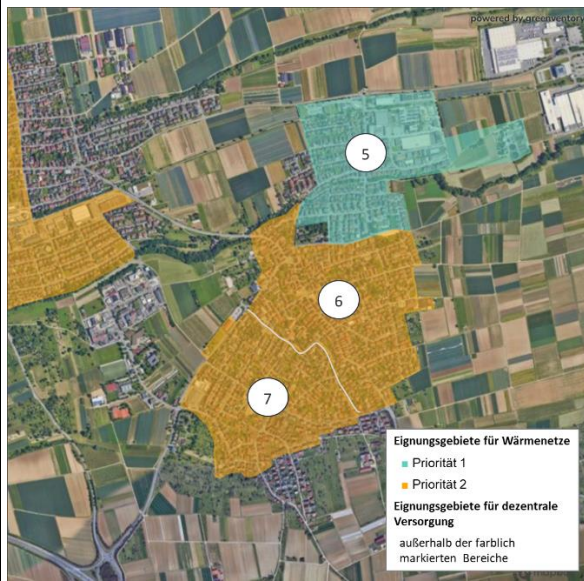 powered by greenventory
5
6
7
Eignungsgebiete für Wärmenetze
Priorität 1
Priorität 2
Eignungsgebiete für dezentrale
Versorgung
außerhalb der farblich
markierten Bereiche